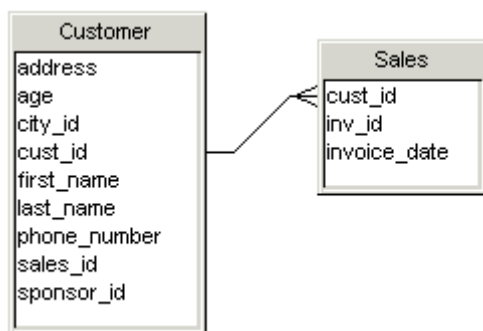 Customer
address
age
city_id
cust_id
first_name
last_name
phone_number
sales_id
sponsor_id
Sales
cust_id
inv_id
invoice_date